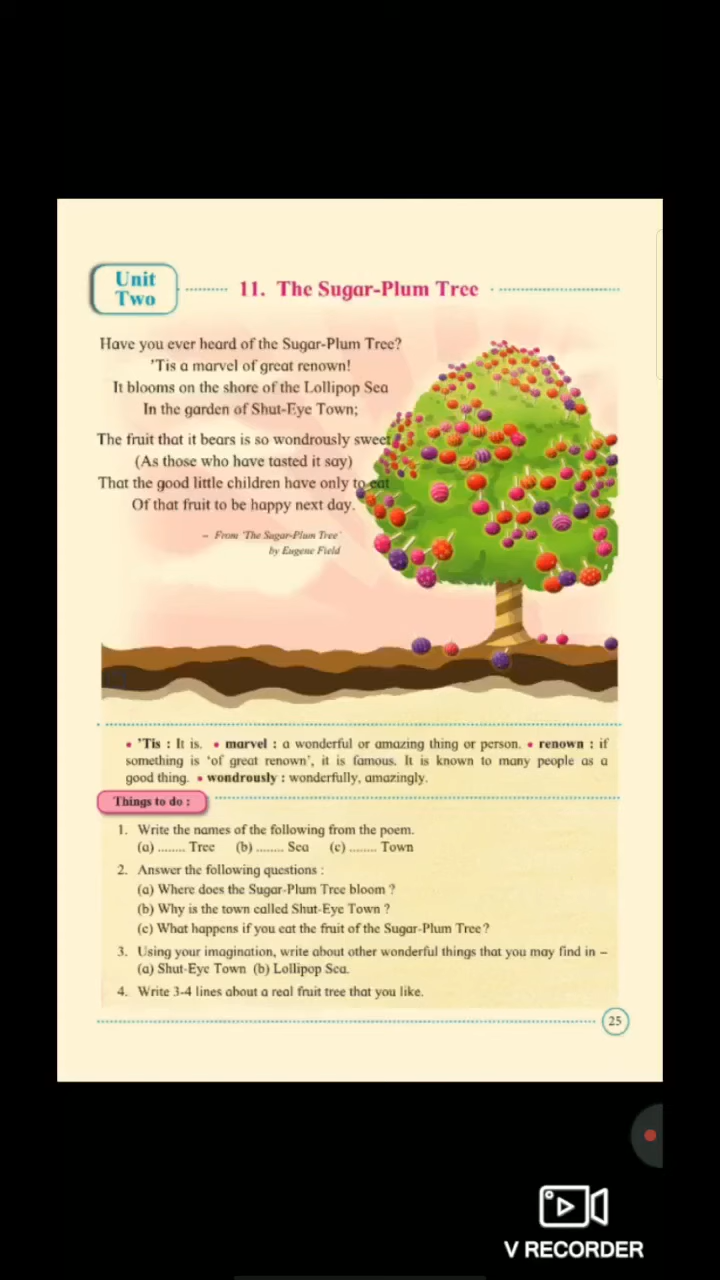 Unit
Two
11. The Sugar-Plum Tree
Have you ever heard of the Sugar-Plum Tree?
'Tis a marvel of great renown!
It blooms on the shore of the Lollipop Sea
In the garden of Shut-Eye Town;
The fruit that it bears is so wondrously sweet
(As those who have tasted it say)
That the good little children have only to eat
Of that fruit to be happy next day.
– From 'The Sugar-Plum Tree'
by Eugene Field
• 'Tis : It is. • marvel : a wonderful or amazing thing or person. • renown : if
something is 'of great renown', it is famous. It is known to many people as a
good thing. • wondrously : wonderfully, amazingly.
Things to do :
1. Write the names of the following from the poem.
(a) ........ Tree (b) ........ Sea (c) ........ Town
2. Answer the following questions :
(a) Where does the Sugar-Plum Tree bloom ?
(b) Why is the town called Shut-Eye Town ?
(c) What happens if you eat the fruit of the Sugar-Plum Tree?
3. Using your imagination, write about other wonderful things that you may find in –
(a) Shut-Eye Town (b) Lollipop Sea.
4. Write 3-4 lines about a real fruit tree that you like.
25
V RECORDER